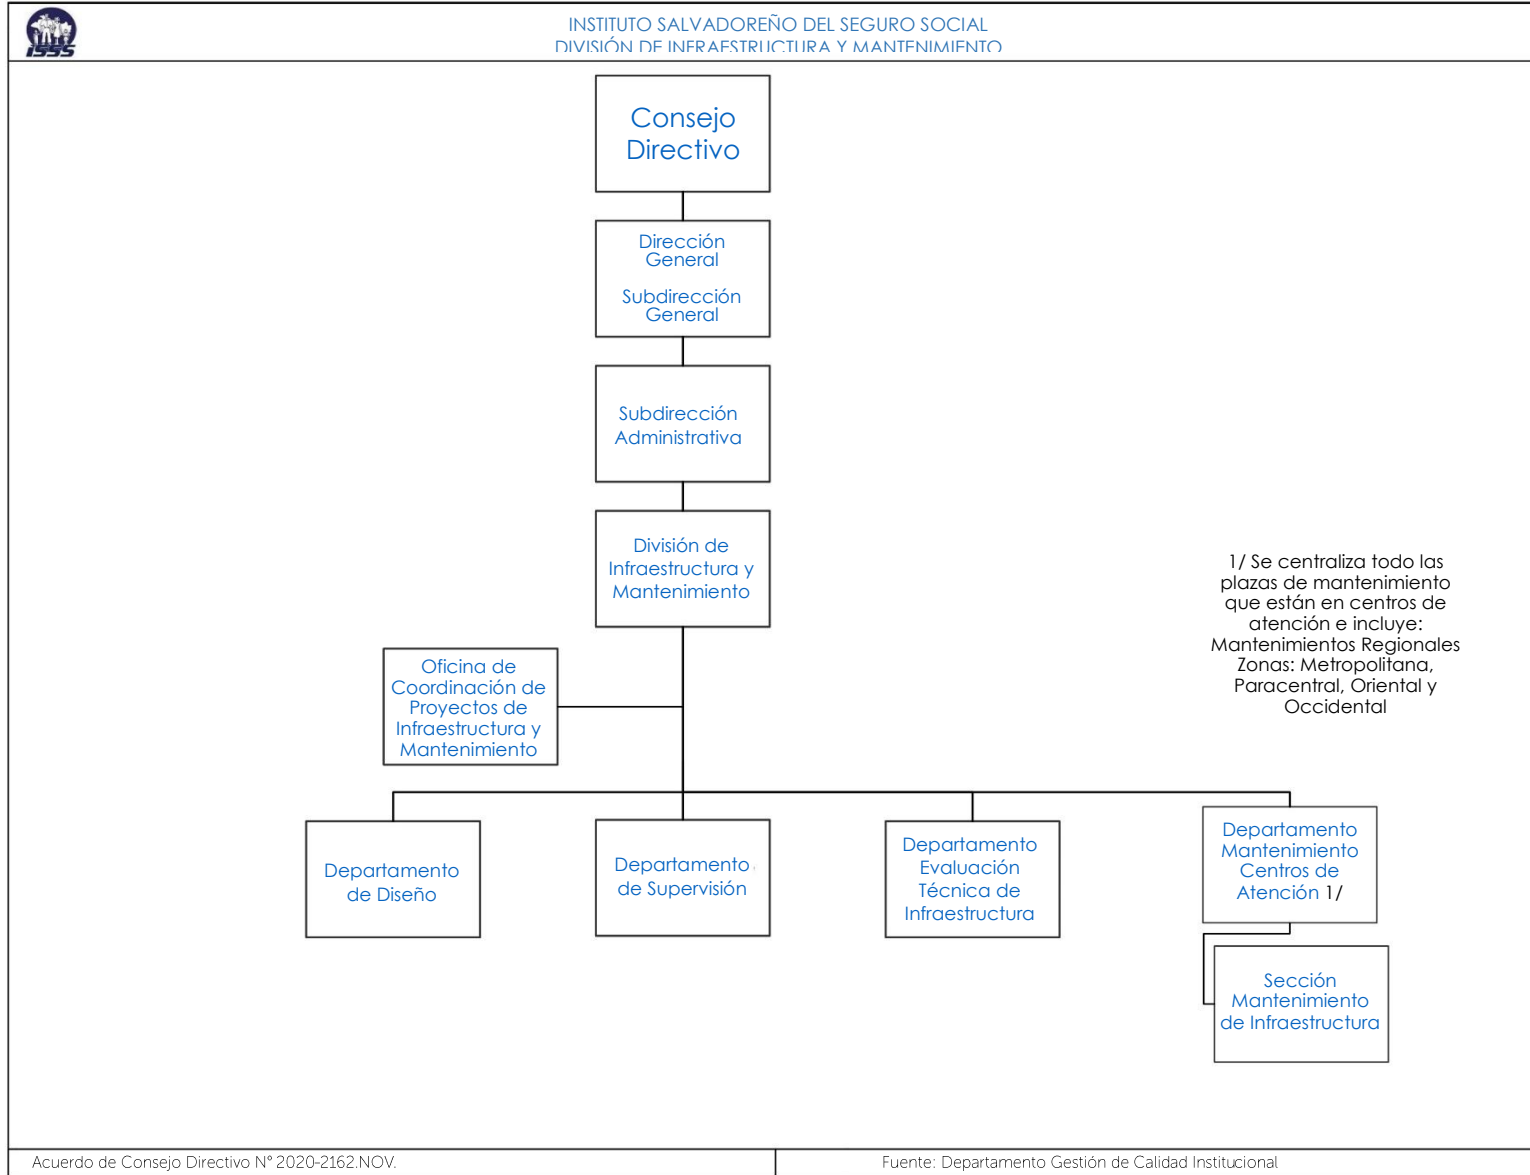 ISSS
INSTITUTO SALVADOREÑO DEL SEGURO SOCIAL
DIVISIÓN DE INFRAESTRUCTURA Y MANTENIMIENTO
Consejo
Directivo
Dirección
General
Subdirección
General
Subdirección
Administrativa
División de
Infraestructura y
Mantenimiento
Oficina de
Coordinación de
Proyectos de
Infraestructura y
Mantenimiento
1/ Se centraliza todo las
plazas de mantenimiento
que están en centros de
atención e incluye:
Mantenimientos Regionales
Zonas: Metropolitana,
Paracentral, Oriental y
Occidental
Departamento
de Diseño
Departamento
de Supervisión
Departamento
Evaluación
Técnica de
Infraestructura
Departamento
Mantenimiento
Centros de
Atención 1/
Sección
Mantenimiento
de Infraestructura
Acuerdo de Consejo Directivo N° 2020-2162.NOV.
Fuente: Departamento Gestión de Calidad Institucional